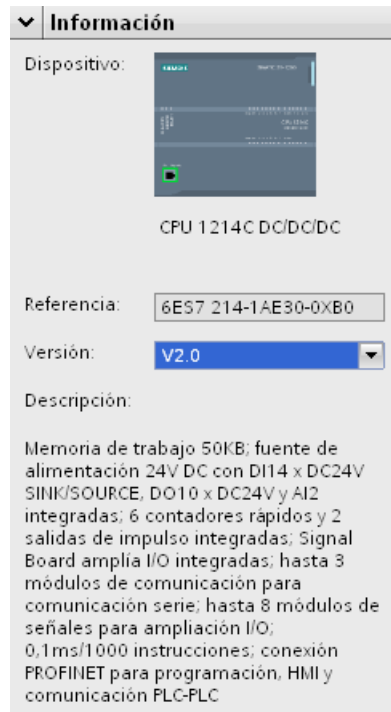 Información
Dispositivo:
SIEMENS
CPU 1214C DC/DC/DC
Referencia:
6ES7 214-1AE30-0XB0
Versión:
V2.0
Descripción:
Memoria de trabajo 50KB; fuente de
alimentación 24V DC con DI14 x DC24V
SINK/SOURCE, DO10 x DC24V y AI2
integradas; 6 contadores rápidos y 2
salidas de impulso integradas; Signal
Board amplía I/O integradas; hasta 3
módulos de comunicación para
comunicación serie; hasta 8 módulos de
señales para ampliación I/O;
0,1ms/1000 instrucciones; conexión
PROFINET para programación, HMI y
comunicación PLC-PLC